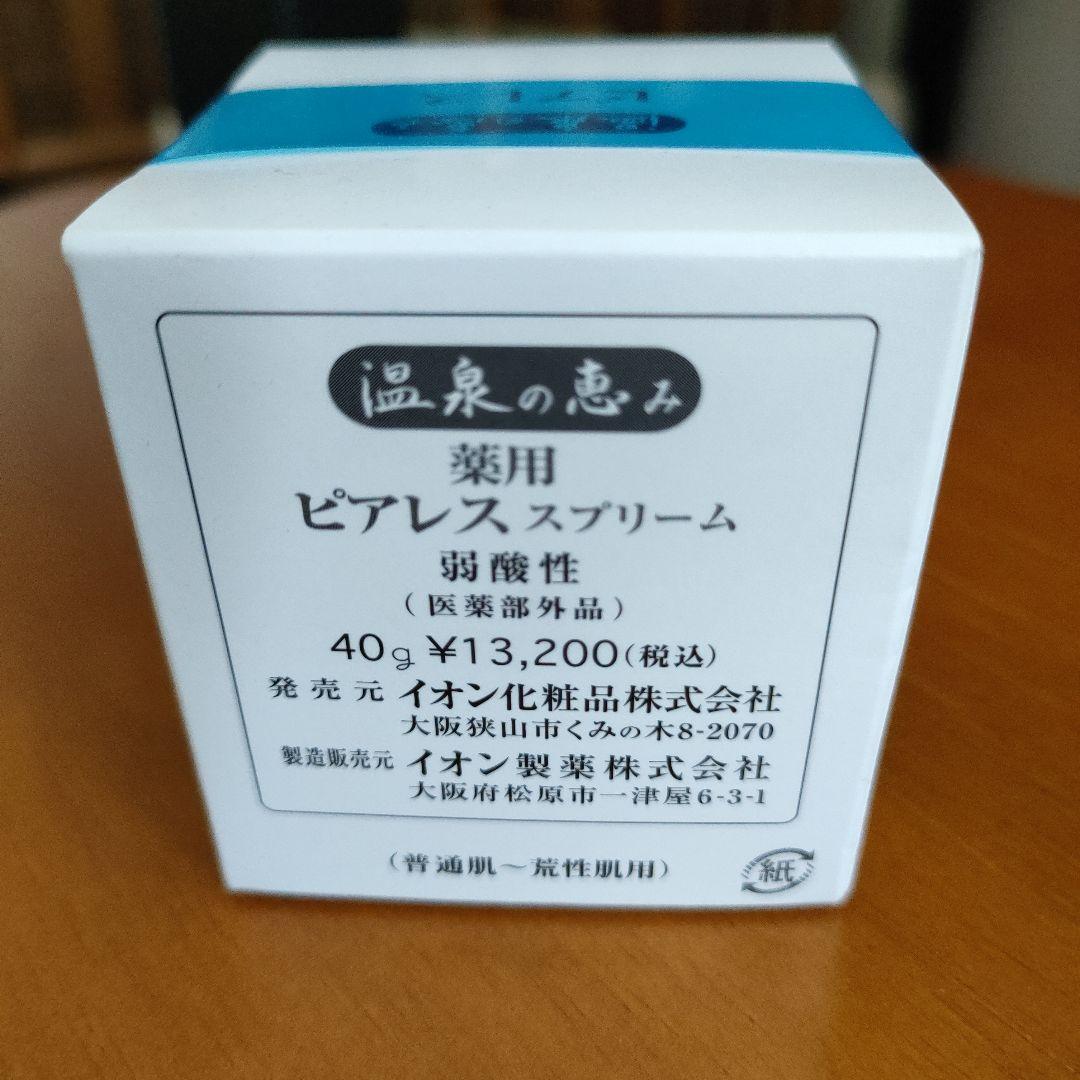 温泉の恵み
薬用
ピアレス スプリーム
弱酸性
(医薬部外品)
40g ¥13,200(税込)
発売元 イオン化粧品株式会社
大阪狭山市くみの木8-2070
製造販売元 イオン製薬株式会社
大阪府松原市一津屋6-3-1
(普通肌～荒性肌用)
紙